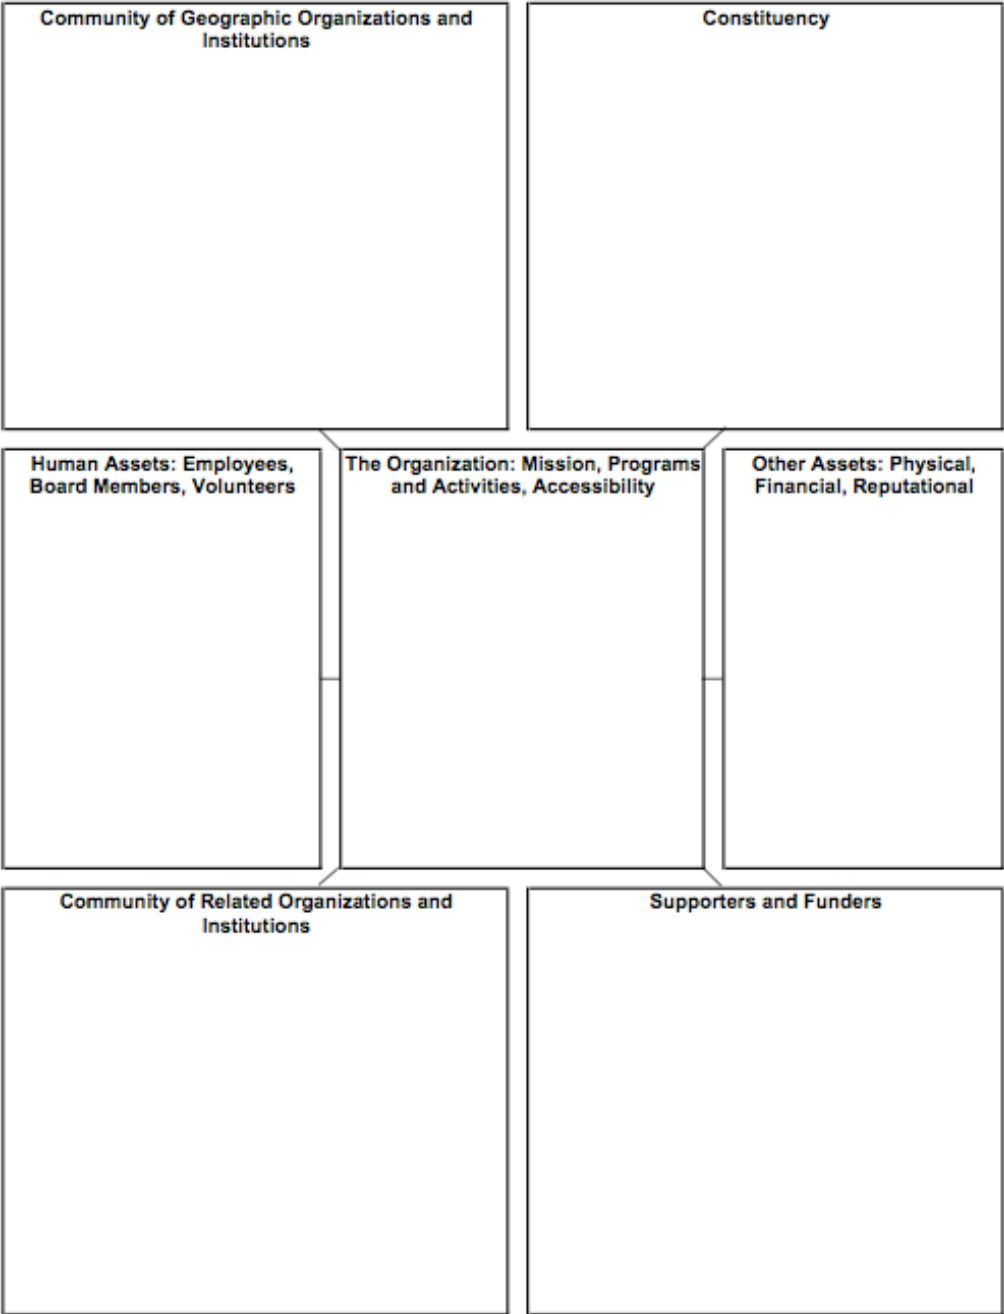 Community of Geographic Organizations and
Institutions
Constituency
Human Assets: Employees,
Board Members, Volunteers
The Organization: Mission, Programs
and Activities, Accessibility
Other Assets: Physical,
Financial, Reputational
Community of Related Organizations and
Institutions
Supporters and Funders